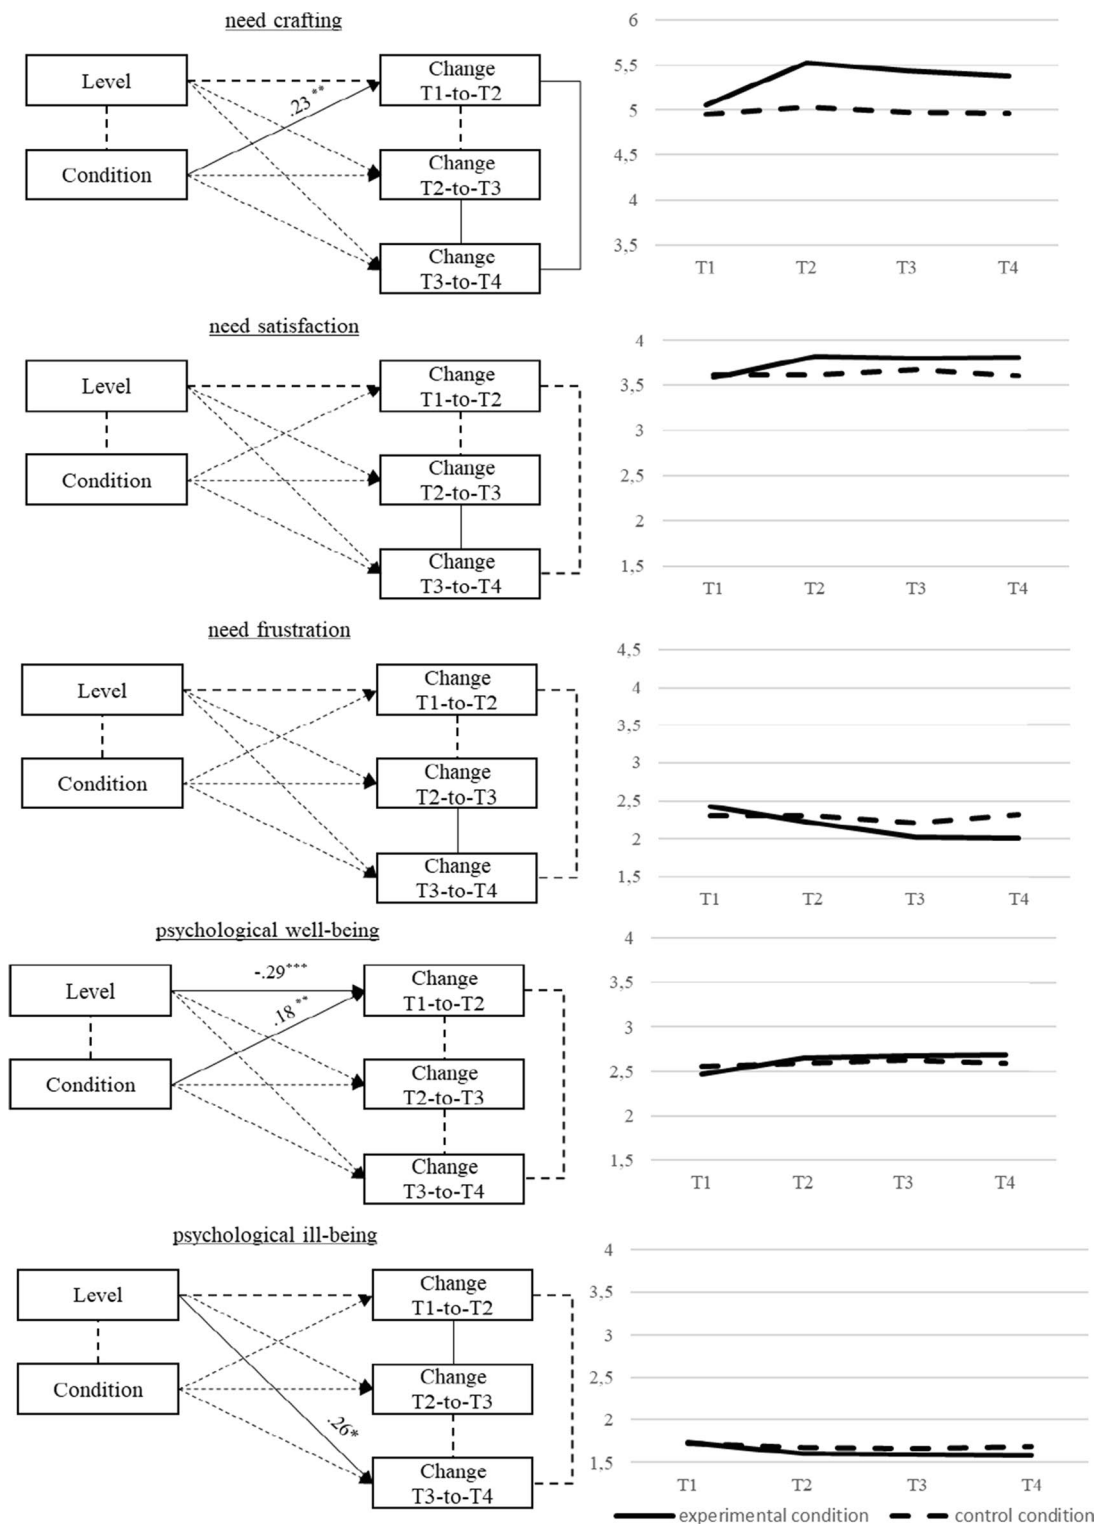 need crafting
Level
Condition
.23 **
Change
T1-to-T2
Change
T2-to-T3
Change
T3-to-T4
6
5,5
5
4,5
4
3,5
T1 T2 T3 T4
need satisfaction
Level
Condition
Change
T1-to-T2
Change
T2-to-T3
Change
T3-to-T4
4
3,5
3
2,5
2
1,5
T1 T2 T3 T4
need frustration
Level
Condition
Change
T1-to-T2
Change
T2-to-T3
Change
T3-to-T4
4,5
4
3,5
3
2,5
2
1,5
T1 T2 T3 T4
psychological well-being
Level
Condition
-.29***
.18 **
Change
T1-to-T2
Change
T2-to-T3
Change
T3-to-T4
4
3,5
3
2,5
2
1,5
T1 T2 T3 T4
psychological ill-being
Level
Condition
.26*
Change
T1-to-T2
Change
T2-to-T3
Change
T3-to-T4
4
3,5
3
2,5
2
1,5
T1 T2 T3 T4
experimental condition control condition